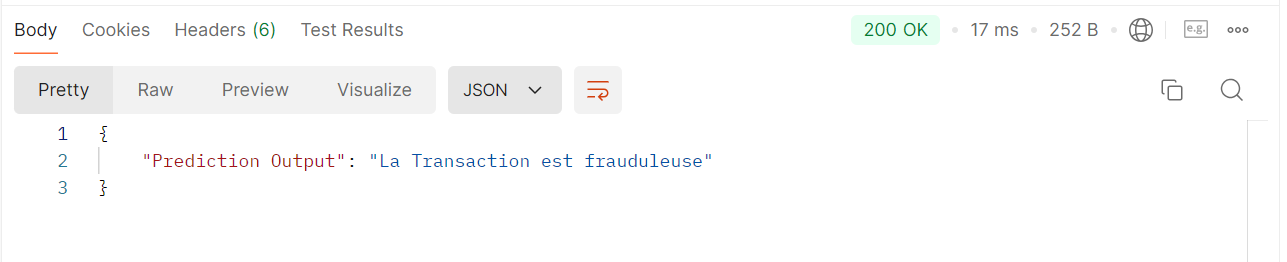 Body Cookies Headers (6) Test Results 200 OK 17 ms 252 B e.g.
Pretty Raw Preview Visualize JSON
1 {
2 "Prediction Output": "La Transaction est frauduleuse"
3 }